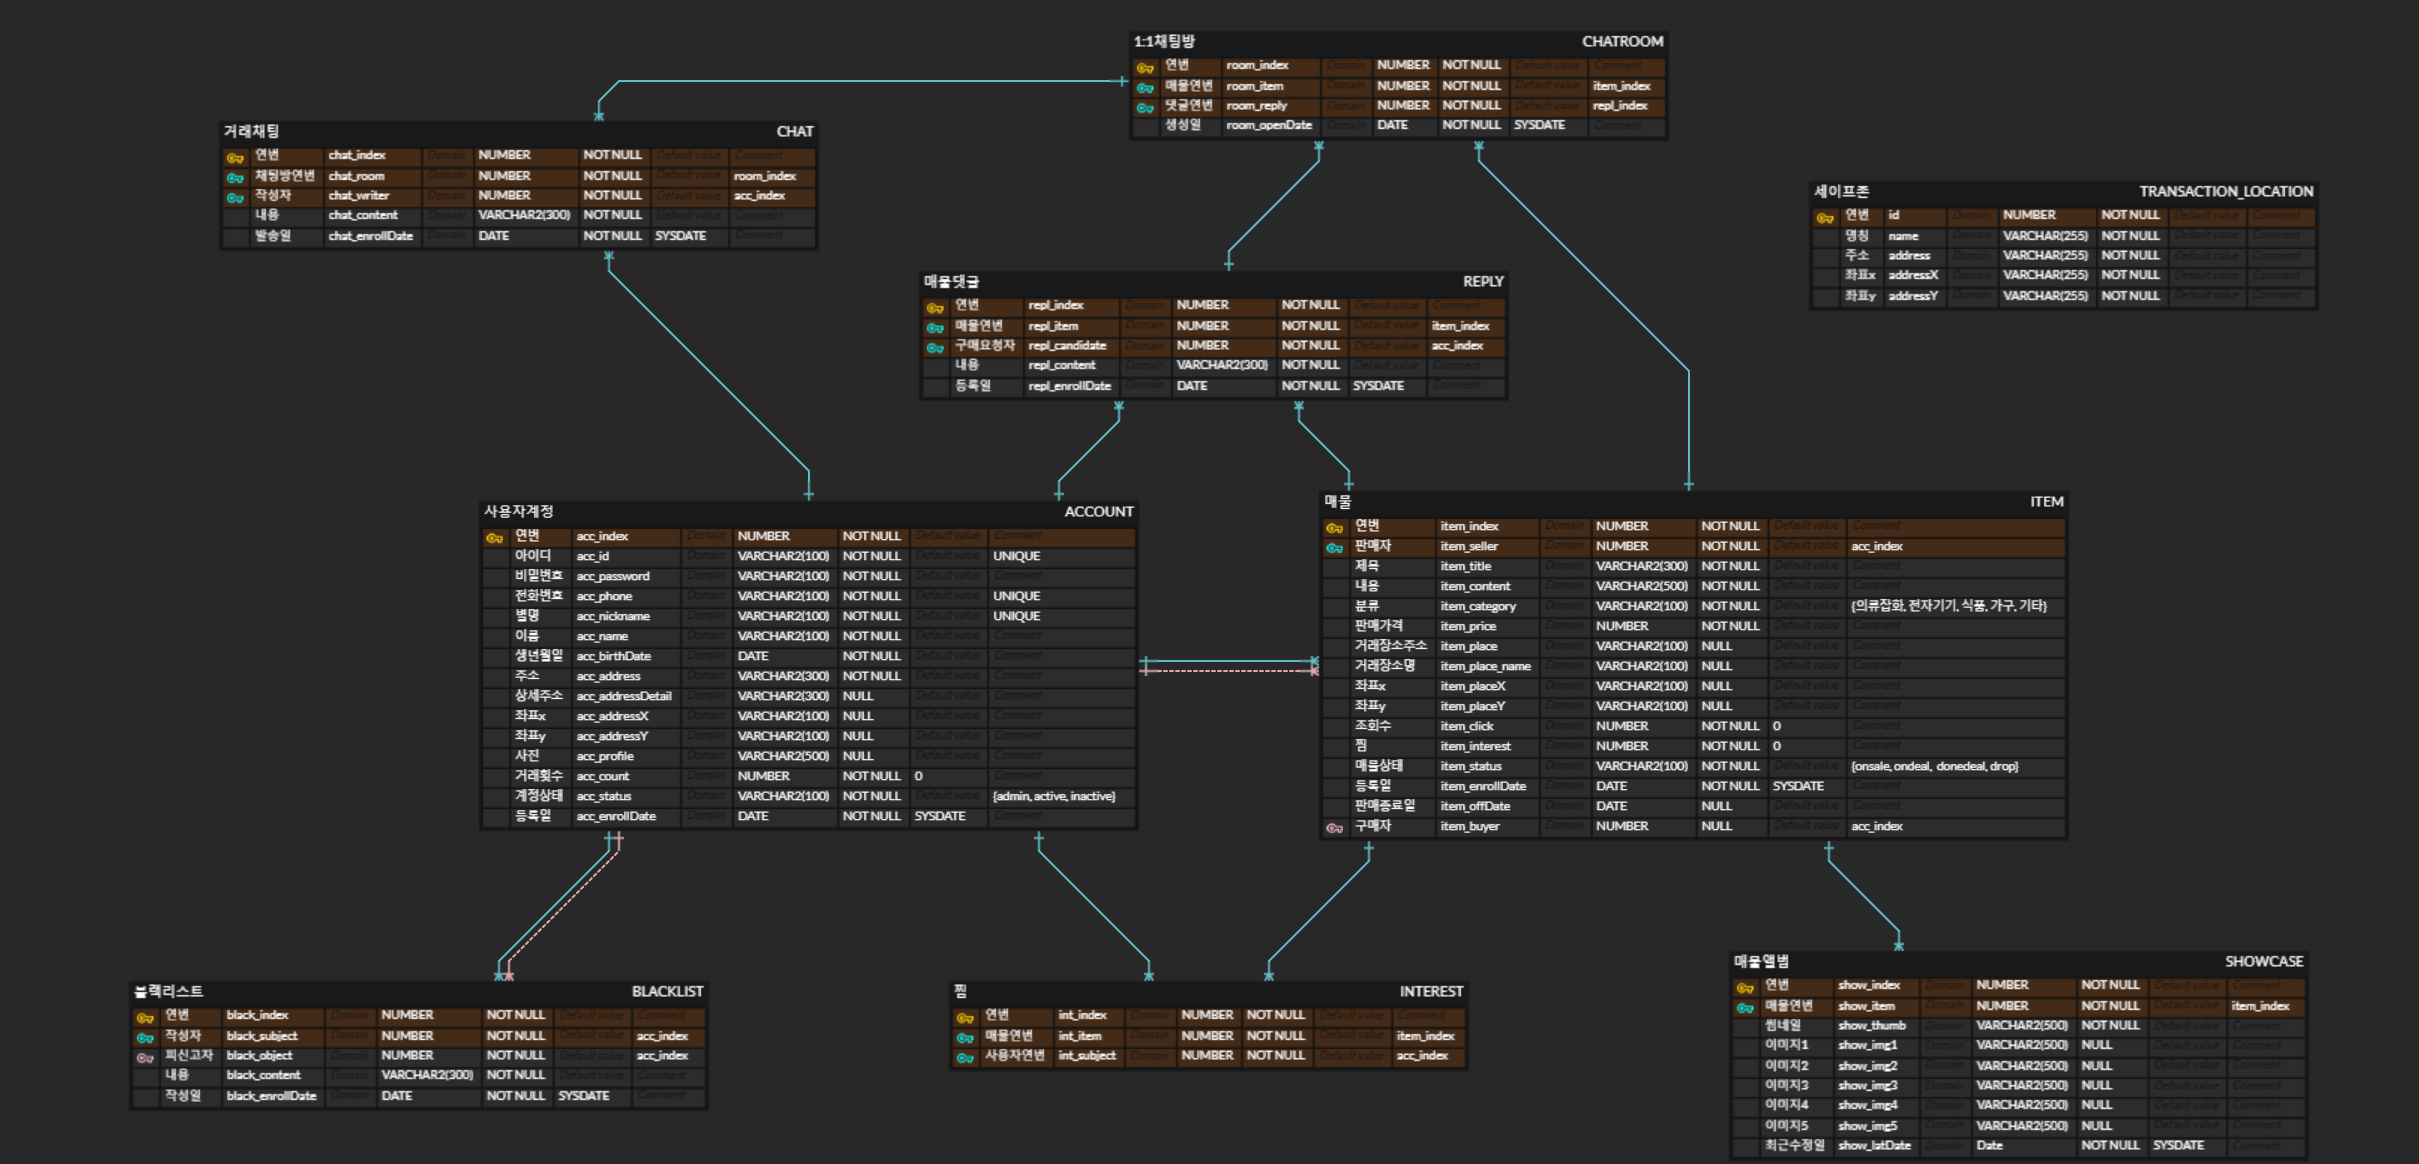 1:1채팅방 CHATROOM
연번 room_index Domain NUMBER NOT NULL Default value Comment
매물연번 room_item Domain NUMBER NOT NULL Default value item_index
댓글연번 room_reply Domain NUMBER NOT NULL Default value repl_index
생성일 room_openDate Domain DATE NOT NULL SYSDATE Comment
거래채팅 CHAT
연번 chat_index Domain NUMBER NOT NULL Default value Comment
채팅방연번 chat_room Domain NUMBER NOT NULL Default value room_index
작성자 chat_writer Domain NUMBER NOT NULL Default value acc_index
내용 chat_content Domain VARCHAR2(300) NOT NULL Default value Comment
발송일 chat_enrollDate Domain DATE NOT NULL SYSDATE Comment
세이프존 TRANSACTION_LOCATION
연번 id Domain NUMBER NOT NULL Default value Comment
명칭 name Domain VARCHAR(255) NOT NULL Default value Comment
주소 address Domain VARCHAR(255) NOT NULL Default value Comment
좌표x addressX Domain VARCHAR(255) NOT NULL Default value Comment
좌표y addressY Domain VARCHAR(255) NOT NULL Default value Comment
매물댓글 REPLY
연번 repl_index Domain NUMBER NOT NULL Default value Comment
매물연번 repl_item Domain NUMBER NOT NULL Default value item_index
구매요청자 repl_candidate Domain NUMBER NOT NULL Default value acc_index
내용 repl_content Domain VARCHAR2(300) NOT NULL Default value Comment
등록일 repl_enrollDate Domain DATE NOT NULL SYSDATE Comment
사용자계정 ACCOUNT
연번 acc_index Domain NUMBER NOT NULL Default value Comment
아이디 acc_id Domain VARCHAR2(100) NOT NULL Default value UNIQUE
비밀번호 acc_password Domain VARCHAR2(100) NOT NULL Default value Comment
전화번호 acc_phone Domain VARCHAR2(100) NOT NULL Default value UNIQUE
별명 acc_nickname Domain VARCHAR2(100) NOT NULL Default value UNIQUE
이름 acc_name Domain VARCHAR2(100) NOT NULL Default value Comment
생년월일 acc_birthDate Domain DATE NOT NULL Default value Comment
주소 acc_address Domain VARCHAR2(300) NOT NULL Default value Comment
상세주소 acc_addressDetail Domain VARCHAR2(300) NULL Default value Comment
좌표x acc_addressX Domain VARCHAR2(100) NULL Default value Comment
좌표y acc_addressY Domain VARCHAR2(100) NULL Default value Comment
사진 acc_profile Domain VARCHAR2(500) NULL Default value Comment
거래횟수 acc_count Domain NUMBER NOT NULL 0 Comment
계정상태 acc_status Domain VARCHAR2(100) NOT NULL Default value {admin, active, inactive}
등록일 acc_enrollDate Domain DATE NOT NULL SYSDATE Comment
매물 ITEM
연번 item_index Domain NUMBER NOT NULL Default value Comment
판매자 item_seller Domain NUMBER NOT NULL Default value acc_index
제목 item_title Domain VARCHAR2(300) NOT NULL Default value Comment
내용 item_content Domain VARCHAR2(500) NOT NULL Default value Comment
분류 item_category Domain VARCHAR2(100) NOT NULL Default value {의류잡화, 전자기기, 식품, 가구, 기타}
판매가격 item_price Domain NUMBER NOT NULL Default value Comment
거래장소주소 item_place Domain VARCHAR2(100) NULL Default value Comment
거래장소명 item_place_name Domain VARCHAR2(100) NULL Default value Comment
좌표x item_placeX Domain VARCHAR2(100) NULL Default value Comment
좌표y item_placeY Domain VARCHAR2(100) NULL Default value Comment
조회수 item_click Domain NUMBER NOT NULL 0 Comment
찜 item_interest Domain NUMBER NOT NULL 0 Comment
매물상태 item_status Domain VARCHAR2(100) NOT NULL Default value {onsale, ondeal, donedeal, drop}
등록일 item_enrollDate Domain DATE NOT NULL SYSDATE Comment
판매종료일 item_offDate Domain DATE NULL Default value Comment
구매자 item_buyer Domain NUMBER NULL Default value acc_index
블랙리스트 BLACKLIST
연번 black_index Domain NUMBER NOT NULL Default value Comment
작성자 black_subject Domain NUMBER NOT NULL Default value acc_index
피신고자 black_object Domain NUMBER NOT NULL Default value acc_index
내용 black_content Domain VARCHAR2(300) NOT NULL Default value Comment
작성일 black_enrollDate Domain DATE NOT NULL SYSDATE Comment
찜 INTEREST
연번 int_index Domain NUMBER NOT NULL Default value Comment
매물연번 int_item Domain NUMBER NOT NULL Default value item_index
사용자연번 int_subject Domain NUMBER NOT NULL Default value acc_index
매물앨범 SHOWCASE
연번 show_index Domain NUMBER NOT NULL Default value Comment
매물연번 show_item Domain NUMBER NOT NULL Default value item_index
썸네일 show_thumb Domain VARCHAR2(500) NOT NULL Default value Comment
이미지1 show_img1 Domain VARCHAR2(500) NULL Default value Comment
이미지2 show_img2 Domain VARCHAR2(500) NULL Default value Comment
이미지3 show_img3 Domain VARCHAR2(500) NULL Default value Comment
이미지4 show_img4 Domain VARCHAR2(500) NULL Default value Comment
이미지5 show_img5 Domain VARCHAR2(500) NULL Default value Comment
최근수정일 show_latDate Domain Date NOT NULL SYSDATE Comment